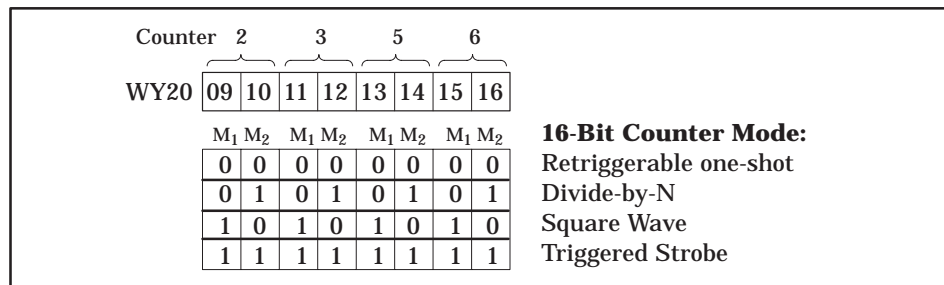 Counter 2 3 5 6
WY20 09 10 11 12 13 14 15 16
M1 M2 M1 M2 M1 M2 M1 M2 16-Bit Counter Mode:
0 0 0 0 0 0 0 0 Retriggerable one-shot
0 1 0 1 0 1 0 1 Divide-by-N
1 0 1 0 1 0 1 0 Square Wave
1 1 1 1 1 1 1 1 Triggered Strobe